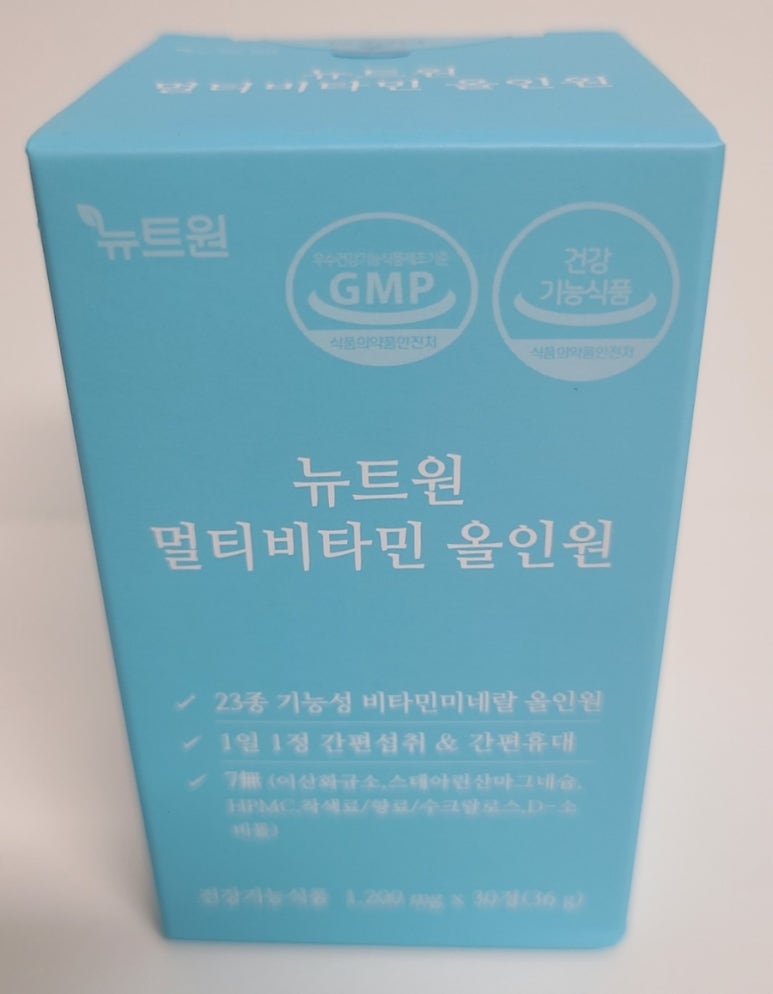 뉴트원
멀티비타민 올인원
뉴트원
우수건강기능식품제조기준
GMP
식품의약품안전처
건강
기능식품
식품의약품안전처
뉴트원
멀티비타민 올인원
23종 기능성 비타민미네랄 올인원
1일 1정 간편섭취 & 간편휴대
7無 (이산화규소,스테아린산마그네슘,
HPMC,착색료/향료/수크랄로스,D-소
비톨)
건강기능식품 1,200 mg x 30정(36 g)